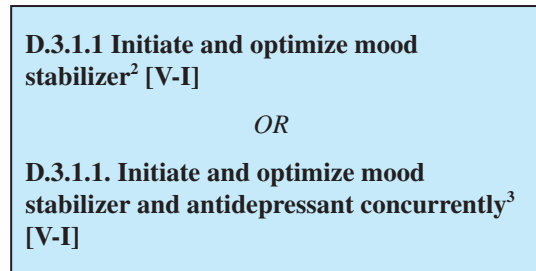 D.3.1.1 Initiate and optimize mood
stabilizer² [V-I]
OR
D.3.1.1. Initiate and optimize mood
stabilizer and antidepressant concurrently³
[V-I]